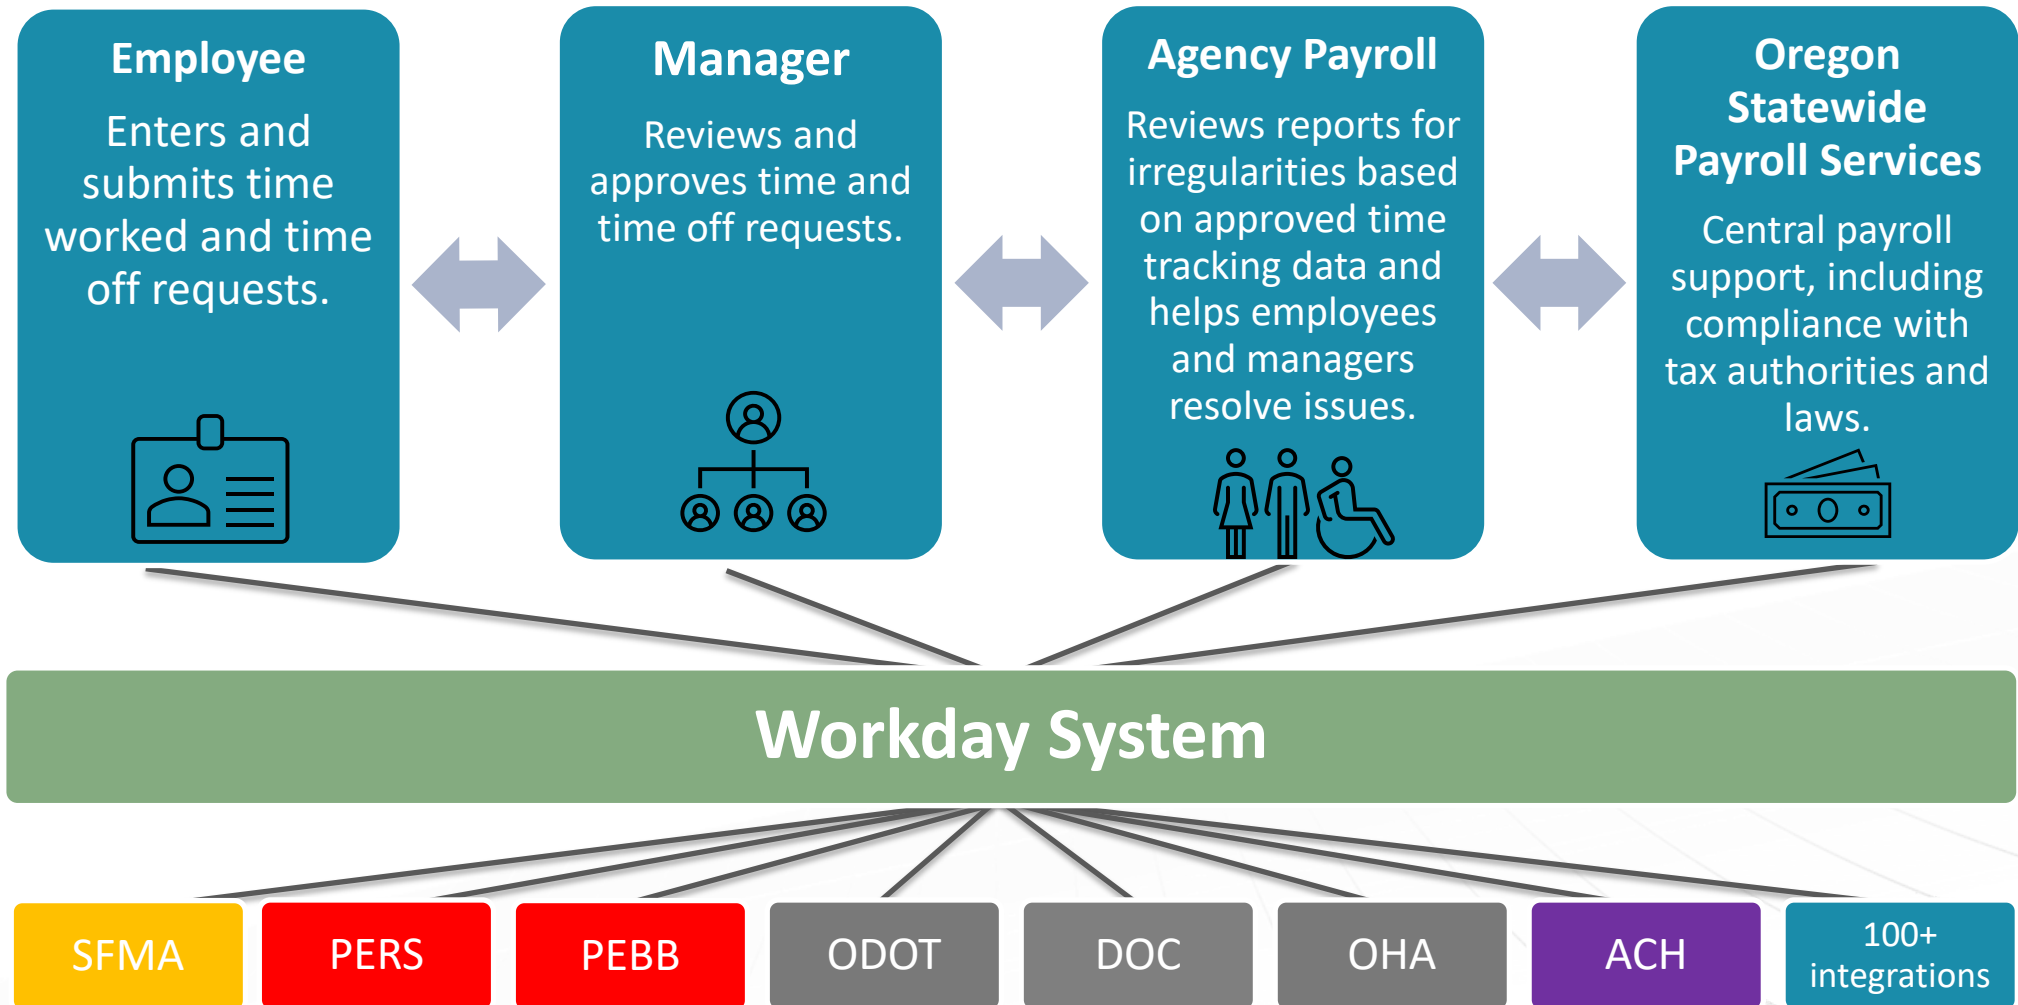 Employee
Enters and
submits time
worked and time
off requests.
Manager
Reviews and
approves time and
time off requests.
Agency Payroll
Reviews reports for
irregularities based
on approved time
tracking data and
helps employees
and managers
resolve issues.
Oregon
Statewide
Payroll Services
Central payroll
support, including
compliance with
tax authorities and
laws.
Workday System
SFMA
PERS
PEBB
ODOT
DOC
OHA
ACH
100+
integrations